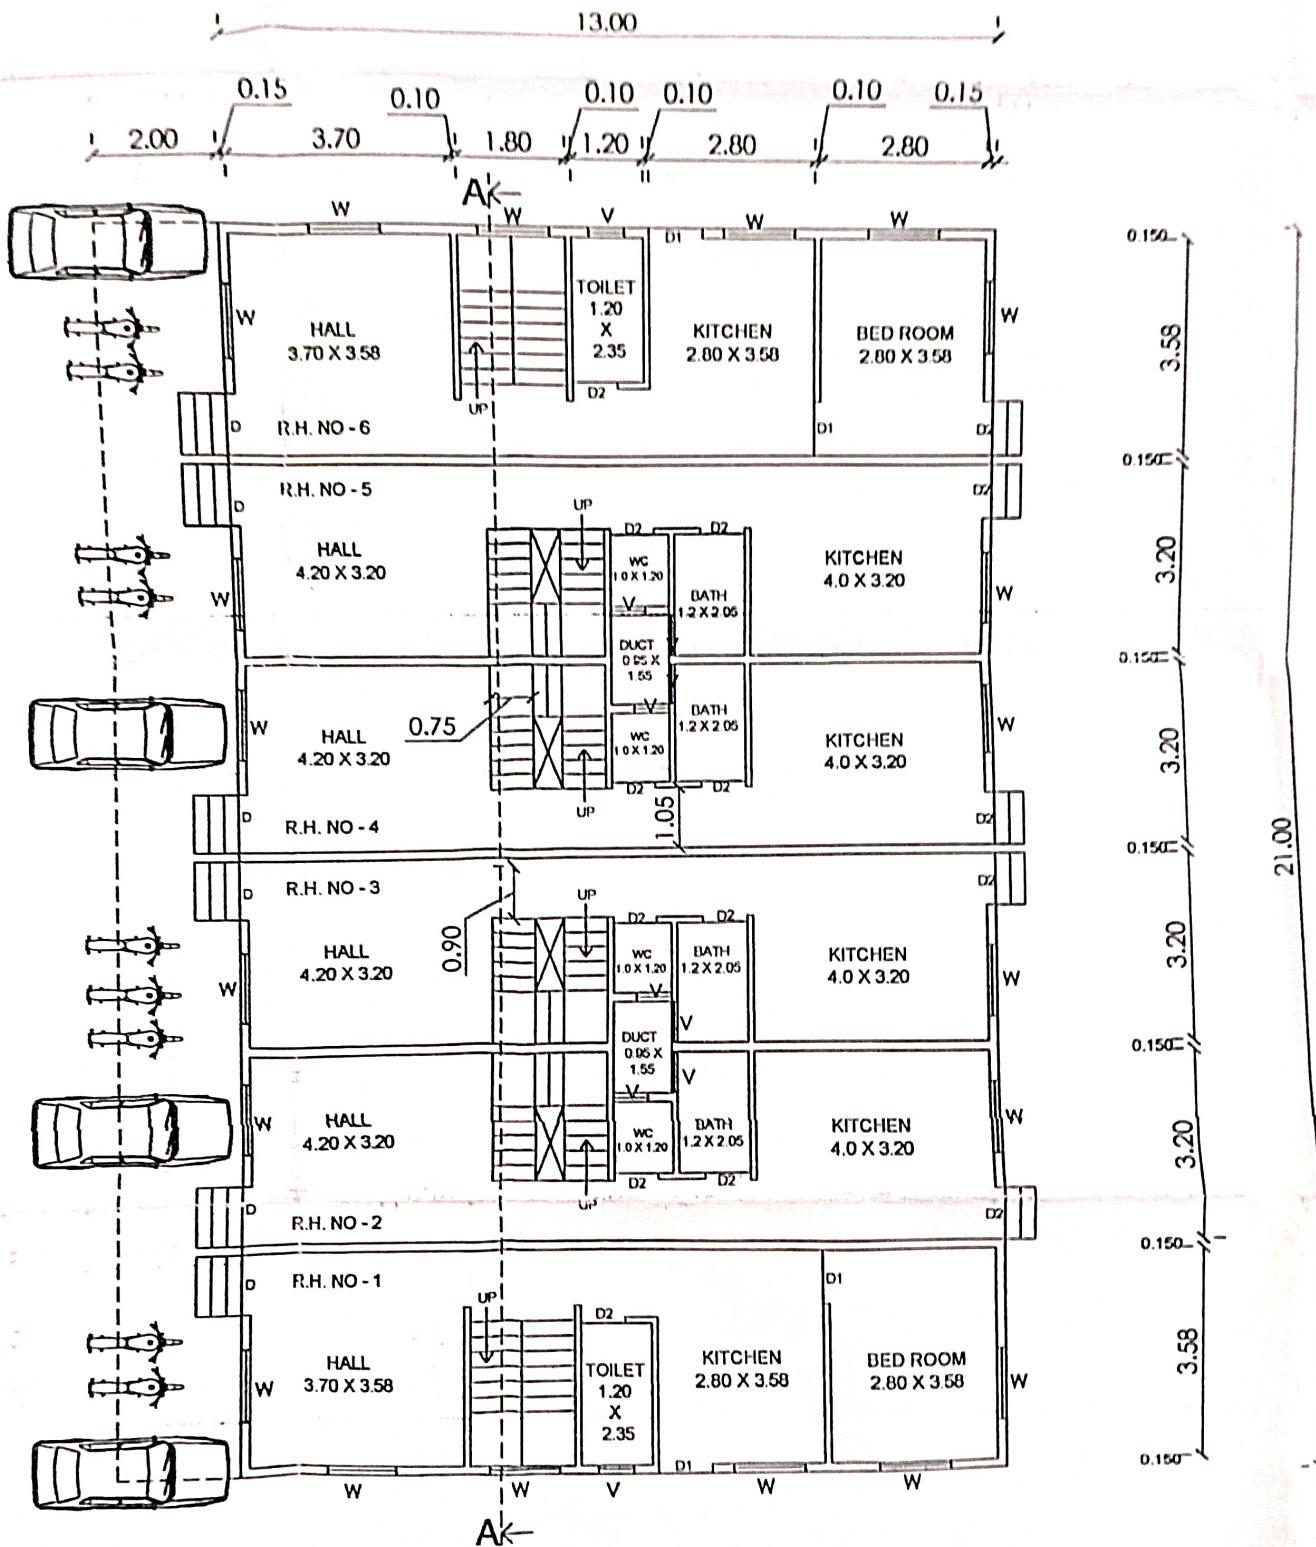 13.00
0.15 0.10 0.10 0.10 0.10 0.15
2.00 3.70 1.80 1.20 2.80 2.80
A
W W V W W
D1
0.150
TOILET
1.20
X
2.35
W
HALL
3.70 X 3.58
KITCHEN
2.80 X 3.58
BED ROOM
2.80 X 3.58
W
3.58
D2
UP
D
R.H. NO - 6
D1
D2
0.150
R.H. NO - 5
D
D2
UP
D2 D2
HALL
4.20 X 3.20
WC
1.0 X 1.20
BATH
1.2 X 2.05
KITCHEN
4.0 X 3.20
3.20
W
V
W
DUCT
0.95 X
1.55
0.150
V
BATH
1.2 X 2.05
W
0.75
HALL
4.20 X 3.20
WC
1.0 X 1.20
KITCHEN
4.0 X 3.20
W
3.20
D2 D2
UP
1.05
D
R.H. NO - 4
D2
0.150
21.00
D
R.H. NO - 3
D2
0.90
UP
D2 D2
HALL
4.20 X 3.20
WC
1.0 X 1.20
BATH
1.2 X 2.05
KITCHEN
4.0 X 3.20
3.20
W
V
W
V
DUCT
0.95 X
1.55
0.150
V
V
W
HALL
4.20 X 3.20
WC
1.0 X 1.20
BATH
1.2 X 2.05
KITCHEN
4.0 X 3.20
W
3.20
D2 D2
UP
D
R.H. NO - 2
D2
0.150
D
R.H. NO - 1
D1
UP
D2
HALL
3.70 X 3.58
TOILET
1.20
X
2.35
KITCHEN
2.80 X 3.58
BED ROOM
2.80 X 3.58
3.58
W
W
D1
0.150
W W V W W
A